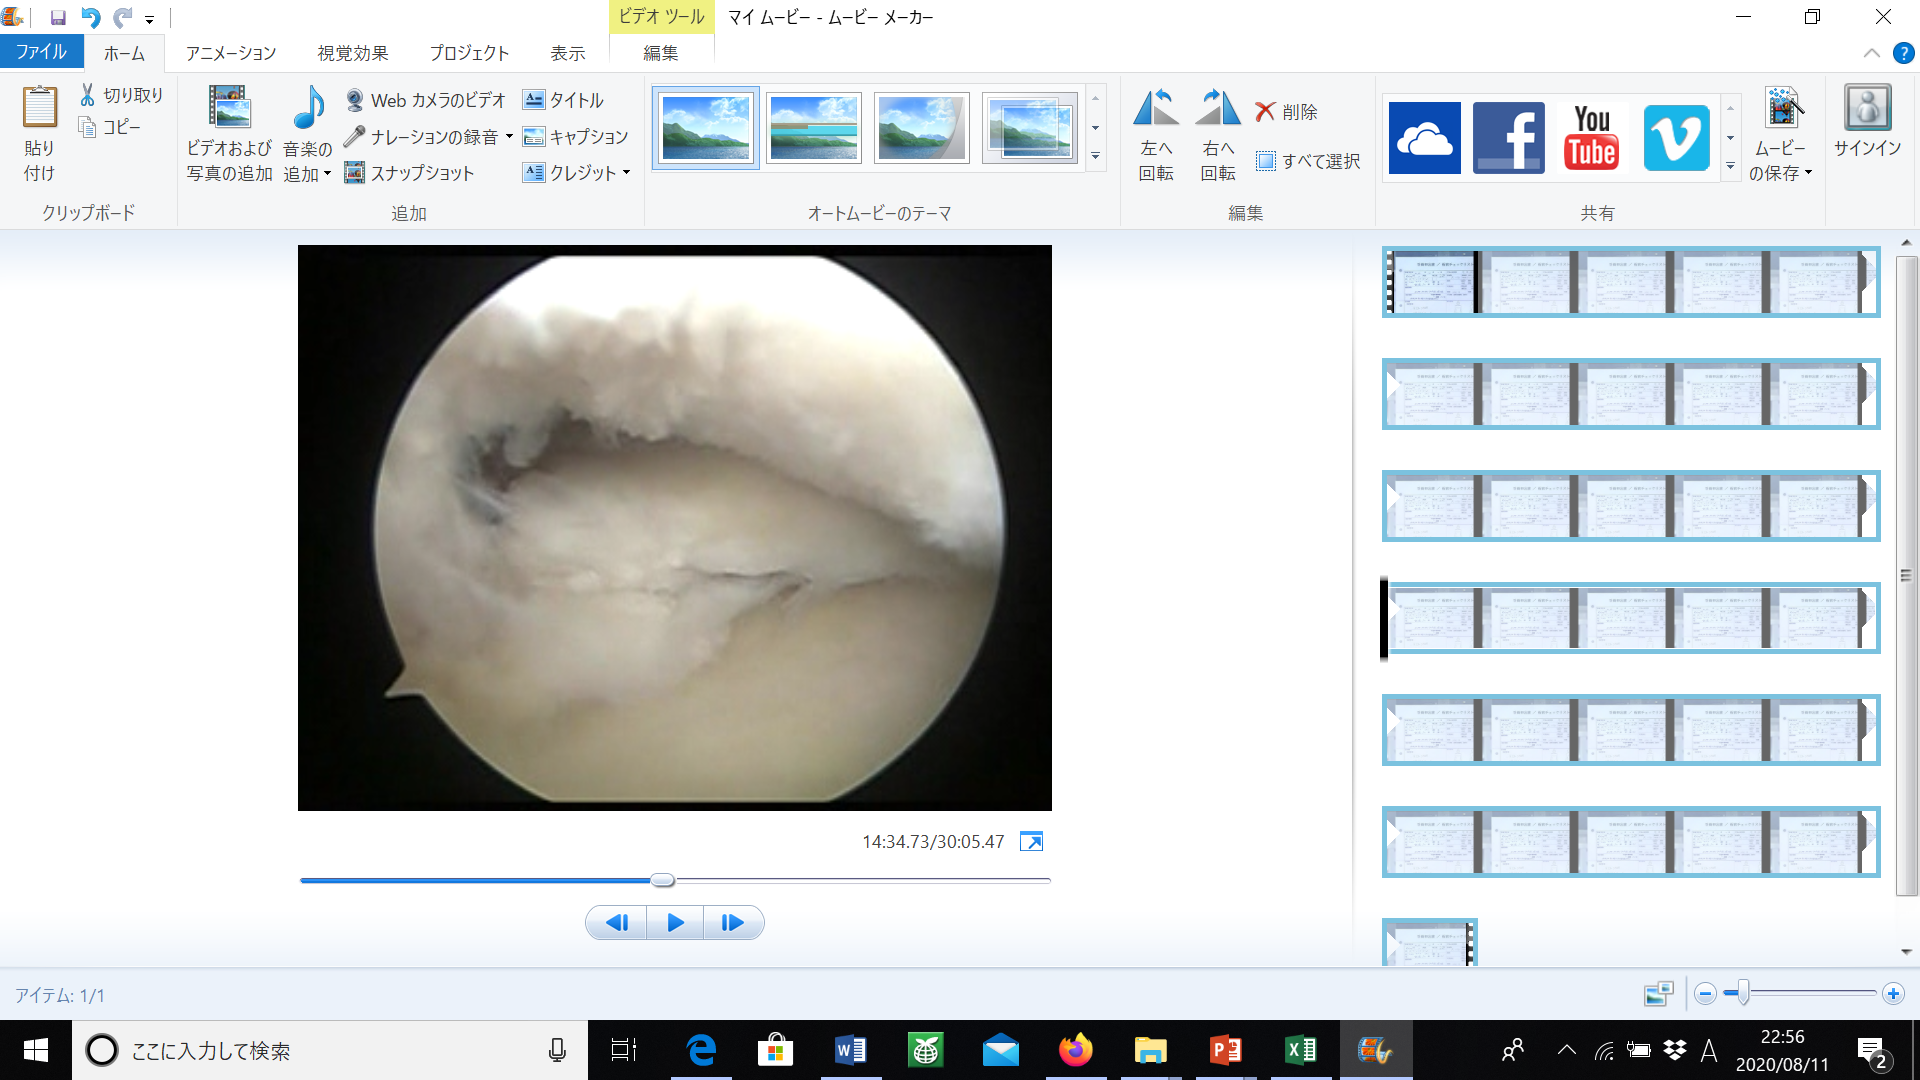 ビデオ ツール
マイ ムービー - ムービー メーカー
ファイル
ホーム
アニメーション
視覚効果
プロジェクト
表示
編集
貼り
付け
切り取り
コピー
クリップボード
ビデオおよび
写真の追加
音楽の
追加
Web カメラのビデオ
ナレーションの録音
スナップショット
タイトル
キャプション
クレジット
追加
オートムービーのテーマ
左へ
回転
右へ
回転
削除
すべて選択
編集
You
Tube
共有
ムービー
の保存
サインイン
14:34.73/30:05.47
アイテム: 1/1
ここに入力して検索
A
22:56
2020/08/11
2